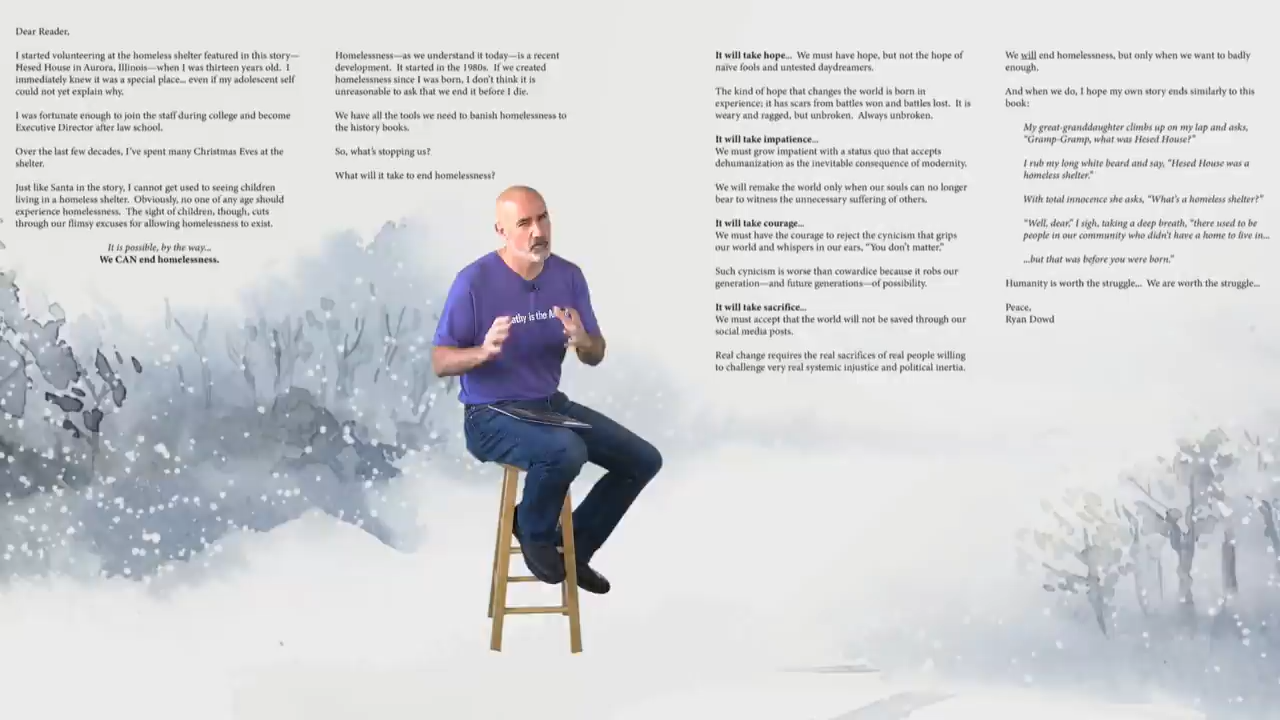 Dear Reader,
I started volunteering at the homeless shelter featured in this story—
Hesed House in Aurora, Illinois—when I was thirteen years old. I
immediately knew it was a special place... even if my adolescent self
could not yet explain why.
I was fortunate enough to join the staff during college and become
Executive Director after law school.
Over the last few decades, I've spent many Christmas Eves at the
shelter.
Just like Santa in the story, I cannot get used to seeing children
living in a homeless shelter. Obviously, no one of any age should
experience homelessness. The sight of children, though, cuts
through our flimsy excuses for allowing homelessness to exist.
It is possible, by the way...
We CAN end homelessness.
Homelessness—as we understand it today—is a recent
development. It started in the 1980s. If we created
homelessness since I was born, I don't think it is
unreasonable to ask that we end it before I die.
We have all the tools we need to banish homelessness to
the history books.
So, what's stopping us?
What will it take to end homelessness?
It will take hope... We must have hope, but not the hope of
naïve fools and untested daydreamers.
The kind of hope that changes the world is born in
experience; it has scars from battles won and battles lost. It is
weary and ragged, but unbroken. Always unbroken.
It will take impatience...
We must grow impatient with a status quo that accepts
dehumanization as the inevitable consequence of modernity.
We will remake the world only when our souls can no longer
bear to witness the unnecessary suffering of others.
It will take courage...
We must have the courage to reject the cynicism that grips
our world and whispers in our ears, "You don't matter."
Such cynicism is worse than cowardice because it robs our
generation—and future generations—of possibility.
It will take sacrifice...
We must accept that the world will not be saved through our
social media posts.
Real change requires the real sacrifices of real people willing
to challenge very real systemic injustice and political inertia.
We will end homelessness, but only when we want to badly
enough.
And when we do, I hope my own story ends similarly to this
book:
My great-granddaughter climbs up on my lap and asks,
"Gramp-Gramp, what was Hesed House?"
I rub my long white beard and say, "Hesed House was a
homeless shelter."
With total innocence she asks, "What's a homeless shelter?"
"Well, dear," I sigh, taking a deep breath, "there used to be
people in our community who didn't have a home to live in...
...but that was before you were born."
Humanity is worth the struggle... We are worth the struggle...
Peace,
Ryan Dowd
is the